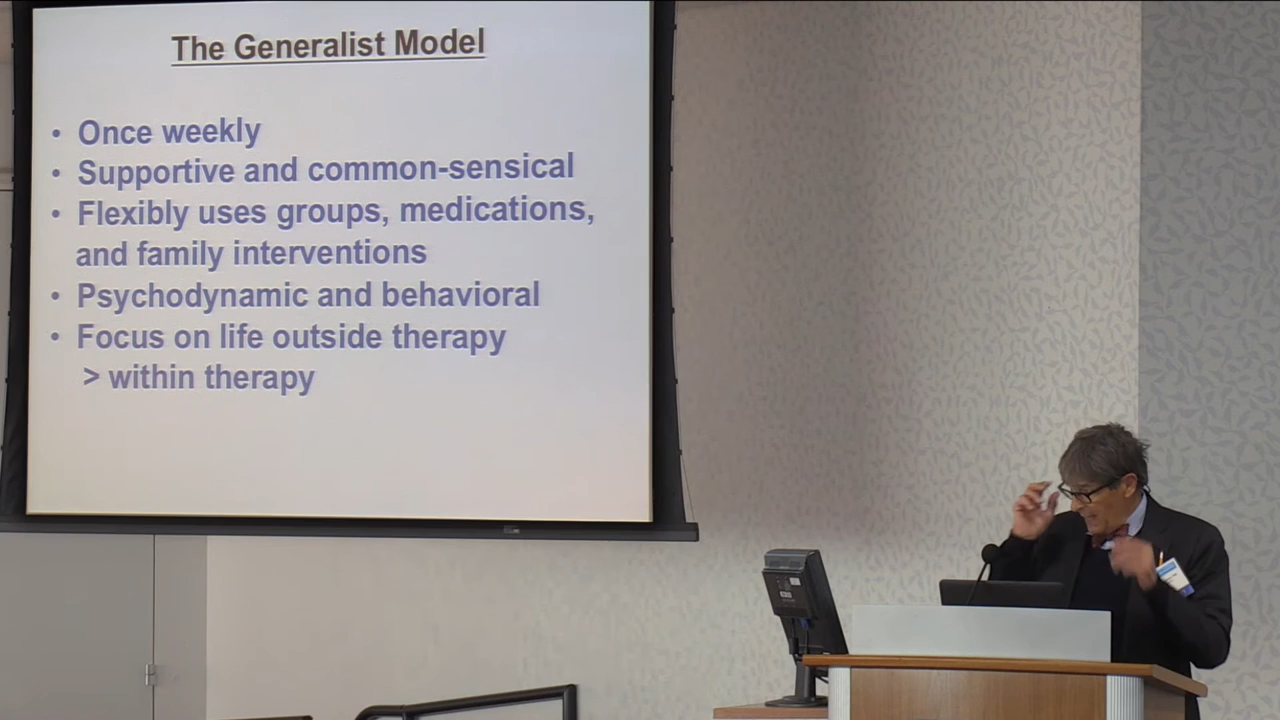 The Generalist Model
• Once weekly
• Supportive and common-sensical
• Flexibly uses groups, medications,
and family interventions
• Psychodynamic and behavioral
• Focus on life outside therapy
> within therapy